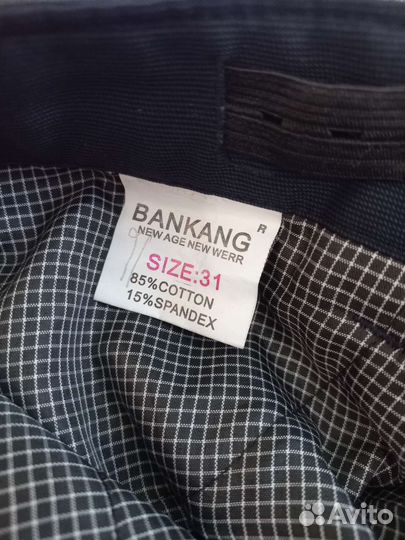 BANKANG R
NEW AGE NEW WERR
SIZE:31
85%COTTON
15%SPANDEX
Avito